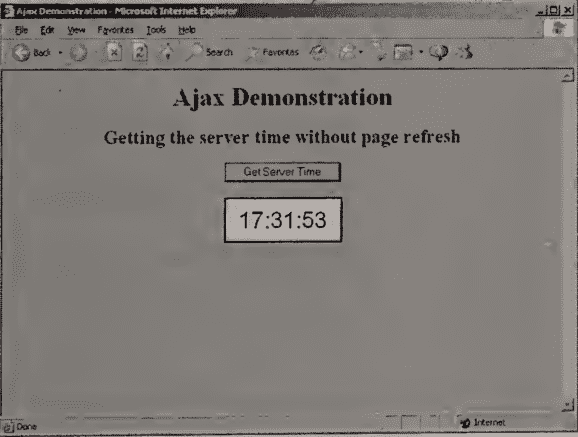 Ajax Demonstration - Microsoft Internet Explorer
File Edit View Favorites Tools Help
Back Search Favorites
Ajax Demonstration
Getting the server time without page refresh
Get Server Time
17:31:53
Done Internet